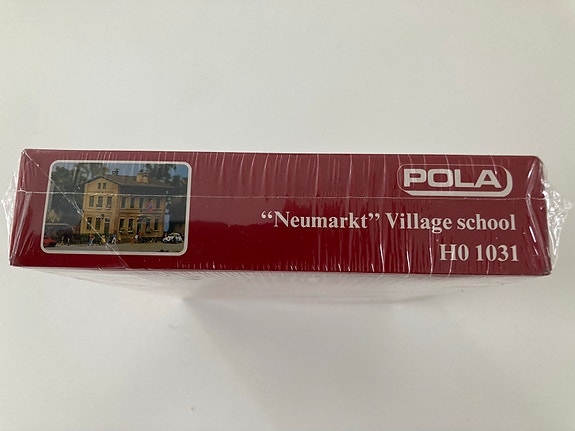 POLA
“Neumarkt” Village school
H0 1031